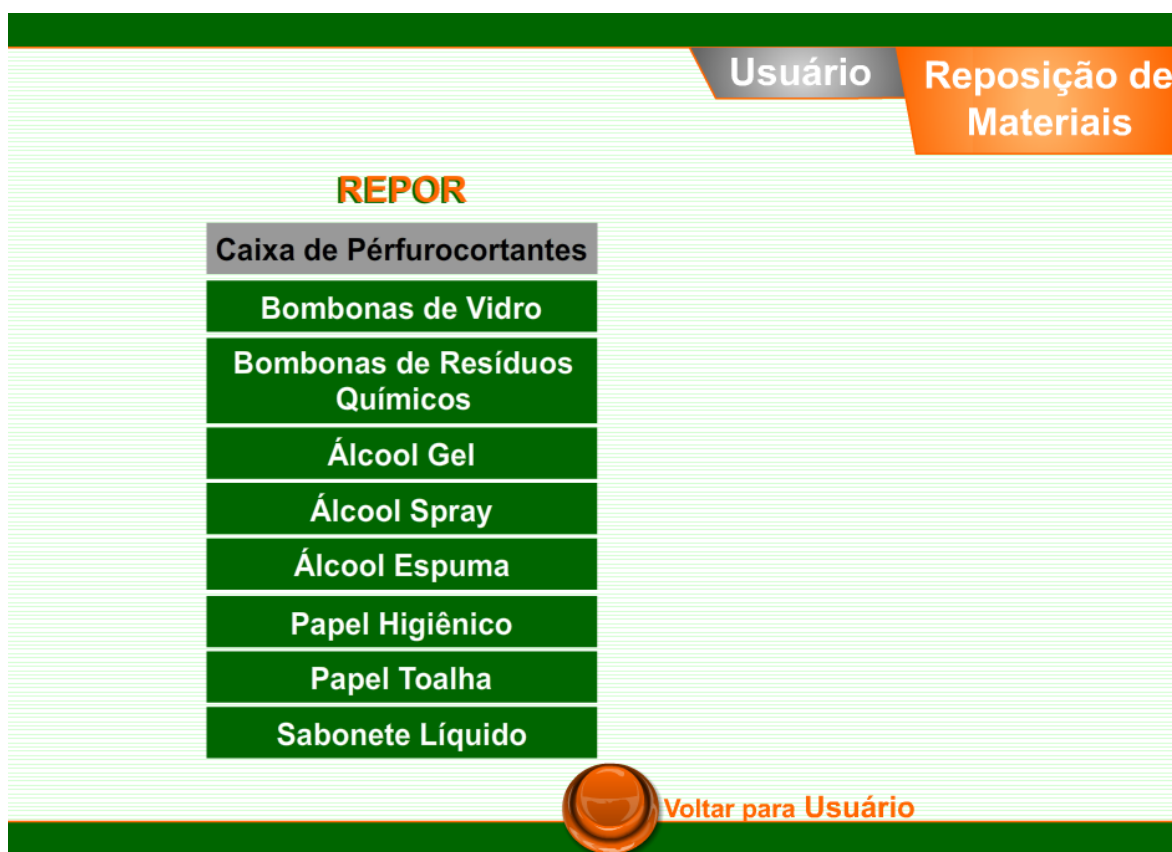 Usuário
Reposição de
Materiais
REPOR
Caixa de Pérfurocortantes
Bombonas de Vidro
Bombonas de Resíduos
Químicos
Álcool Gel
Álcool Spray
Álcool Espuma
Papel Higiênico
Papel Toalha
Sabonete Líquido
Voltar para Usuário